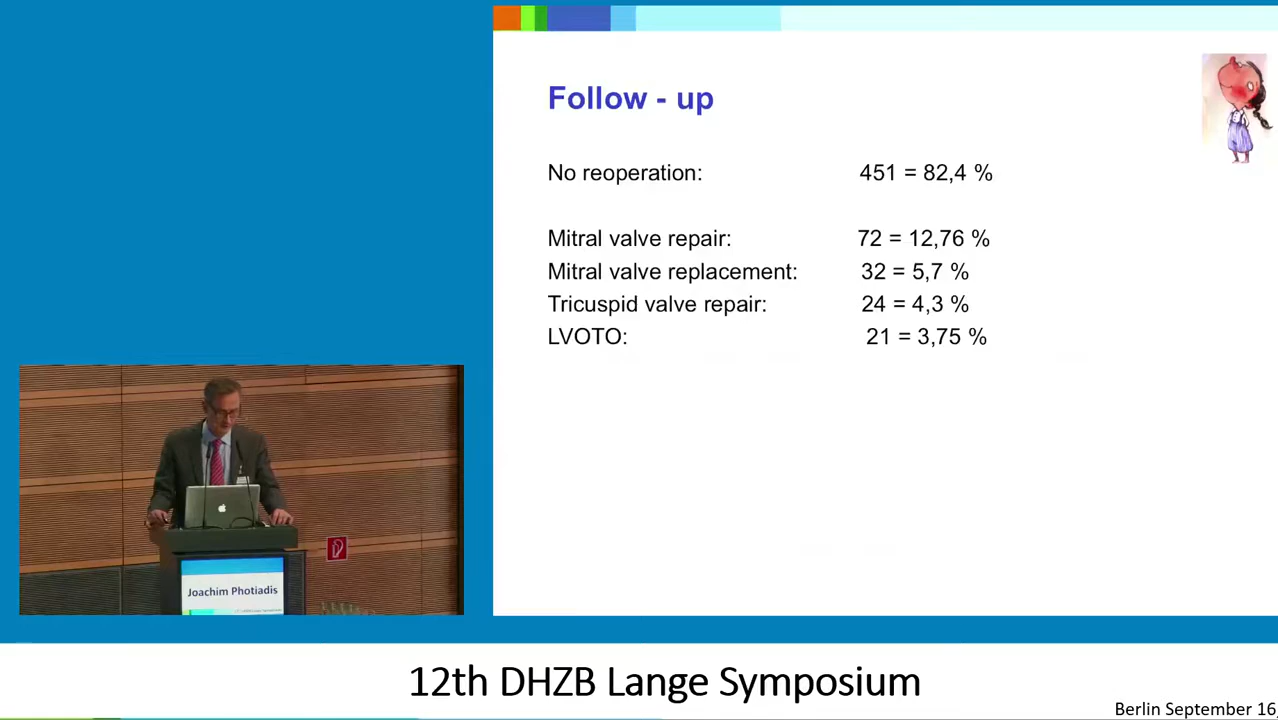 Follow - up
No reoperation: 451 = 82,4 %
Mitral valve repair: 72 = 12,76 %
Mitral valve replacement: 32 = 5,7 %
Tricuspid valve repair: 24 = 4,3 %
LVOTO: 21 = 3,75 %
Joachim Photiadis
12th DHZB Lange Symposium
Berlin September 16